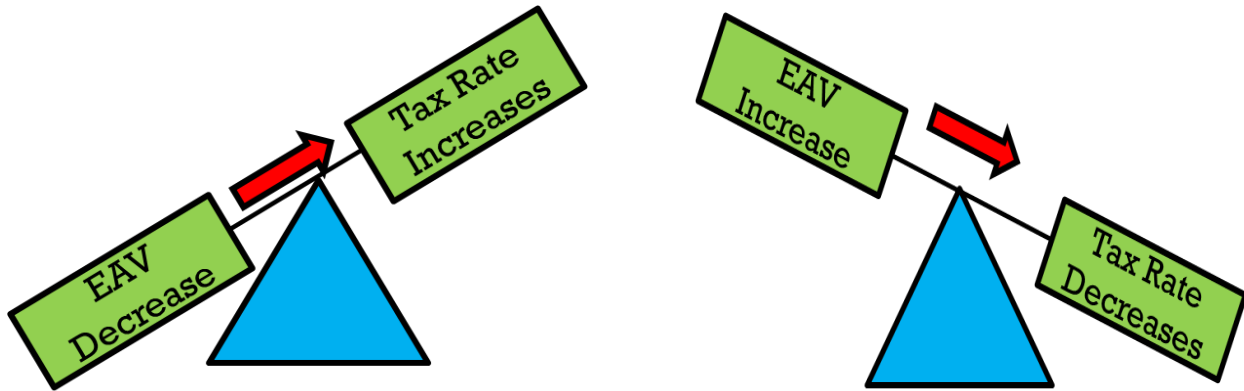 EAV
Decrease
Tax Rate
Increases
EAV
Increase
Tax Rate
Decreases